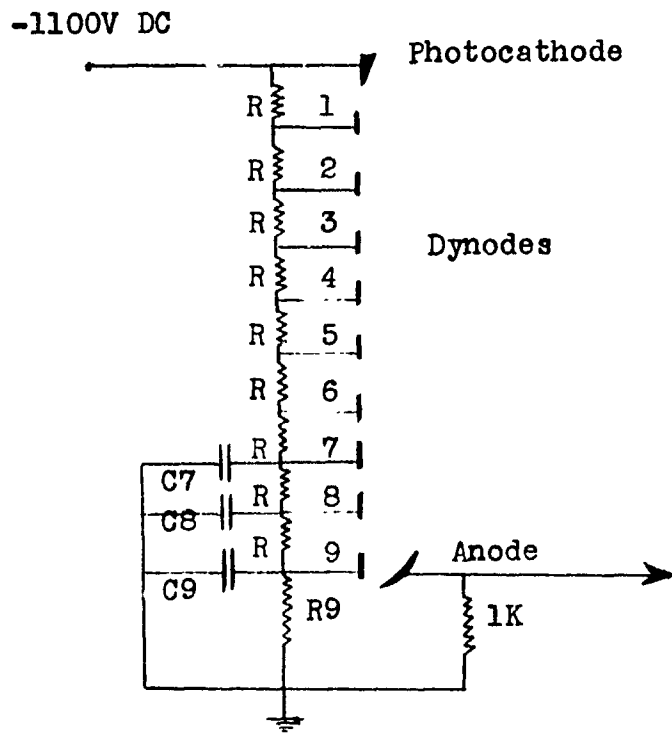 -1100V DC
Photocathode
R 1
R 2
R 3
Dynodes
R 4
R 5
R 6
R 7
C7
R 8
C8
R 9
Anode
C9
R9
1K